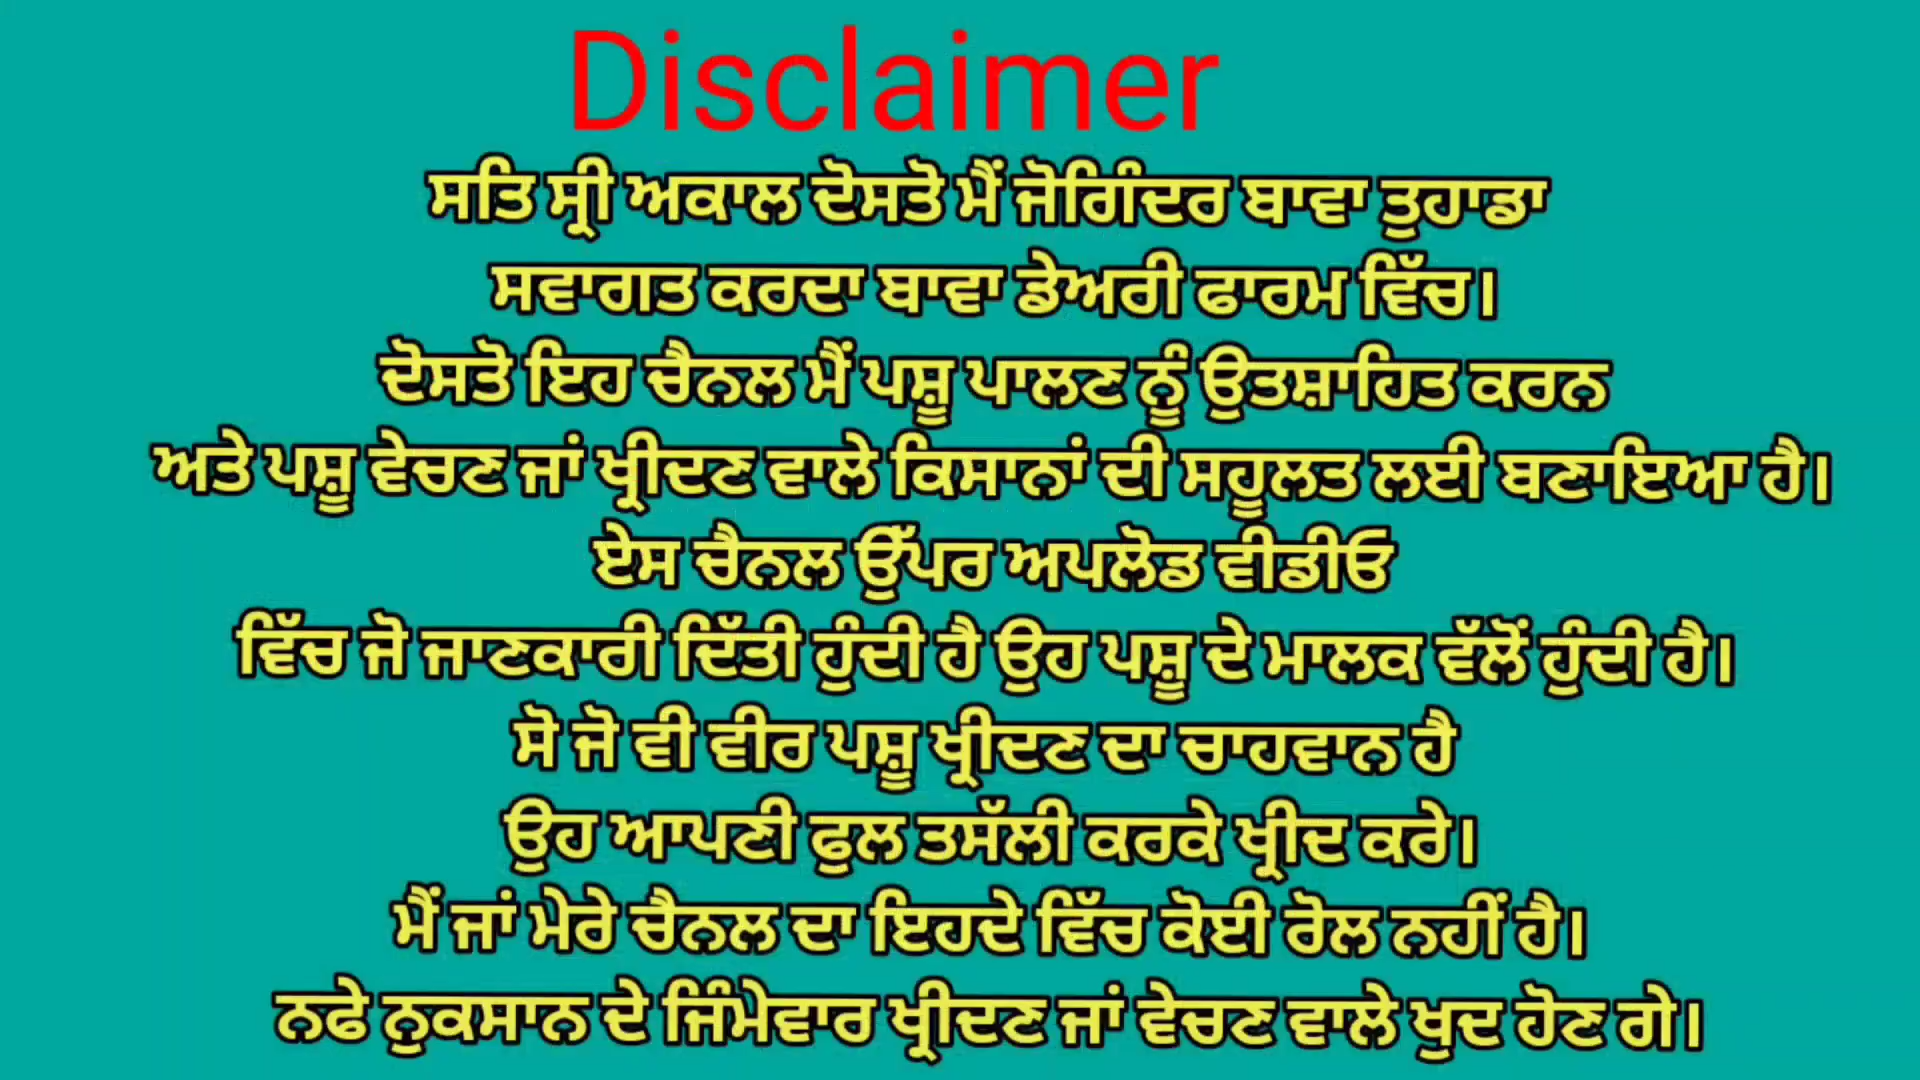 Disclaimer
ਸਤਿ ਸ੍ਰੀ ਅਕਾਲ ਦੋਸਤੋ ਮੈਂ ਜੋਗਿੰਦਰ ਬਾਵਾ ਤੁਹਾਡਾ
ਸਵਾਗਤ ਕਰਦਾ ਬਾਵਾ ਡੇਅਰੀ ਫਾਰਮ ਵਿੱਚ।
ਦੋਸਤੋ ਇਹ ਚੈਨਲ ਮੈਂ ਪਸ਼ੂ ਪਾਲਣ ਨੂੰ ਉਤਸ਼ਾਹਿਤ ਕਰਨ
ਅਤੇ ਪਸ਼ੂ ਵੇਚਣ ਜਾਂ ਖ੍ਰੀਦਣ ਵਾਲੇ ਕਿਸਾਨਾਂ ਦੀ ਸਹੂਲਤ ਲਈ ਬਣਾਇਆ ਹੈ।
ਏਸ ਚੈਨਲ ਉੱਪਰ ਅਪਲੋਡ ਵੀਡੀਓ
ਵਿੱਚ ਜੋ ਜਾਣਕਾਰੀ ਦਿੱਤੀ ਹੁੰਦੀ ਹੈ ਉਹ ਪਸ਼ੂ ਦੇ ਮਾਲਕ ਵੱਲੋਂ ਹੁੰਦੀ ਹੈ।
ਸੋ ਜੋ ਵੀ ਵੀਰ ਪਸ਼ੂ ਖ੍ਰੀਦਣ ਦਾ ਚਾਹਵਾਨ ਹੈ
ਉਹ ਆਪਣੀ ਫੁਲ ਤਸੱਲੀ ਕਰਕੇ ਖ੍ਰੀਦ ਕਰੇ।
ਮੈਂ ਜਾਂ ਮੇਰੇ ਚੈਨਲ ਦਾ ਇਹਦੇ ਵਿੱਚ ਕੋਈ ਰੋਲ ਨਹੀਂ ਹੈ।
ਨਫੇ ਨੁਕਸਾਨ ਦੇ ਜਿੰਮੇਵਾਰ ਖ੍ਰੀਦਣ ਜਾਂ ਵੇਚਣ ਵਾਲੇ ਖੁਦ ਹੋਣ ਗੇ।